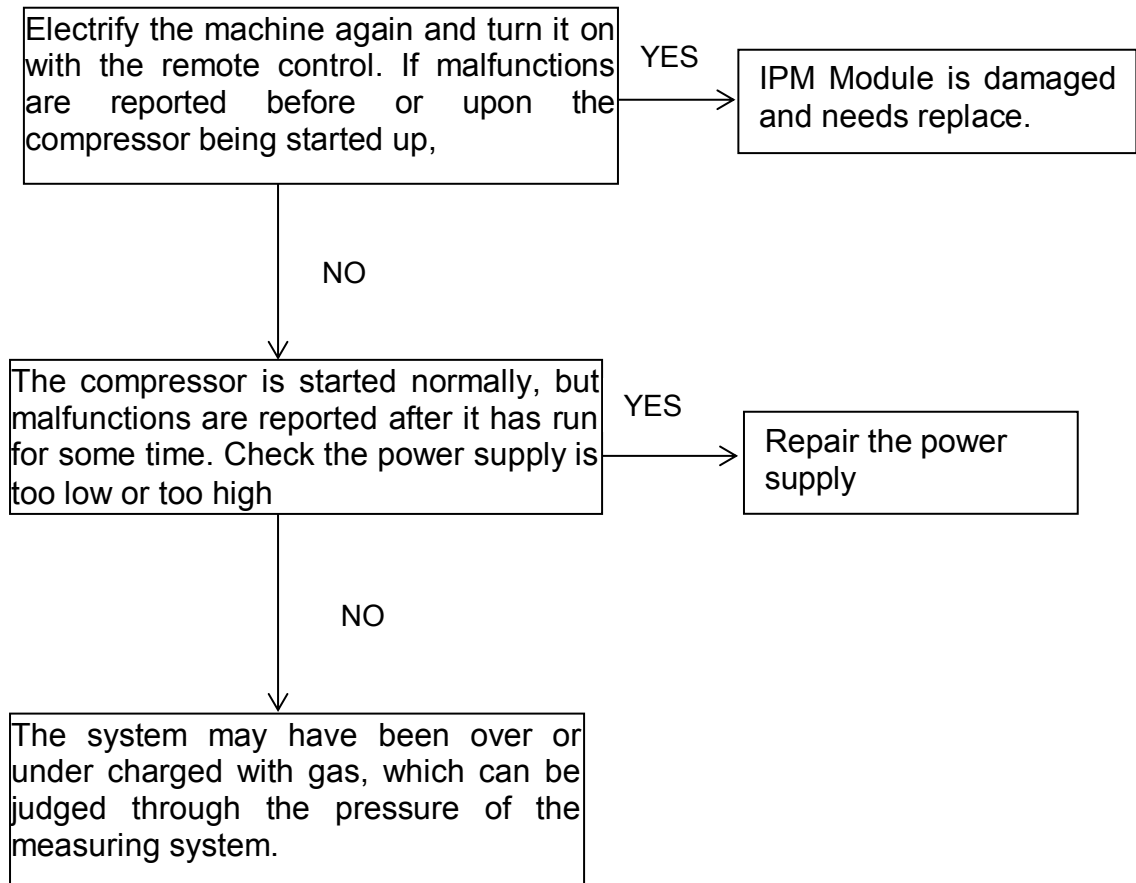 Electrify the machine again and turn it on
with the remote control. If malfunctions
are reported before or upon the
compressor being started up,
YES
IPM Module is damaged
and needs replace.
NO
The compressor is started normally, but
malfunctions are reported after it has run
for some time. Check the power supply is
too low or too high
YES
Repair the power
supply
NO
The system may have been over or
under charged with gas, which can be
judged through the pressure of the
measuring system.